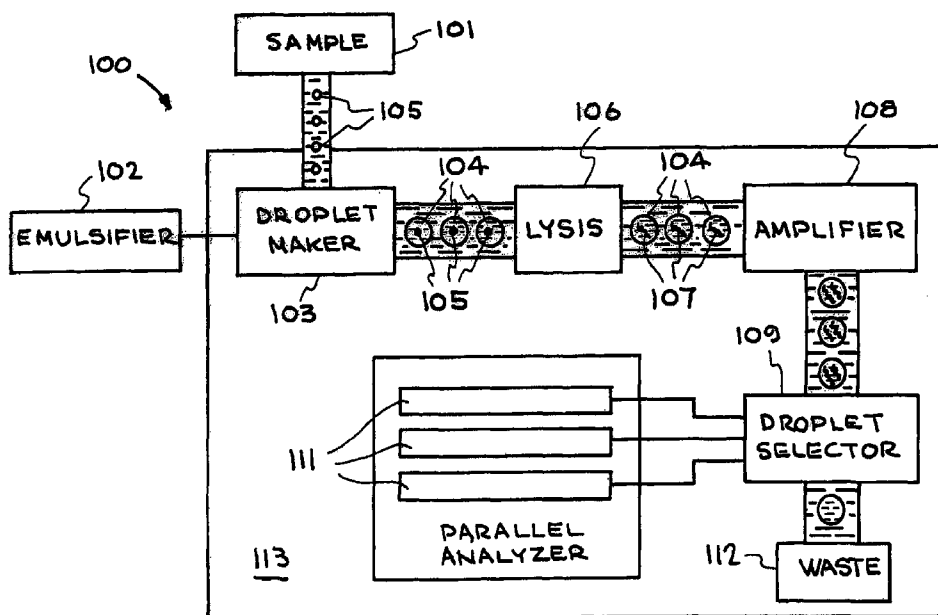 SAMPLE
101
100
105
106
108
102
104
104
EMULSIFIER
DROPLET
MAKER
LYSIS
AMPLIFIER
103
105
107
109
111
DROPLET
SELECTOR
PARALLEL
ANALYZER
113
112
WASTE